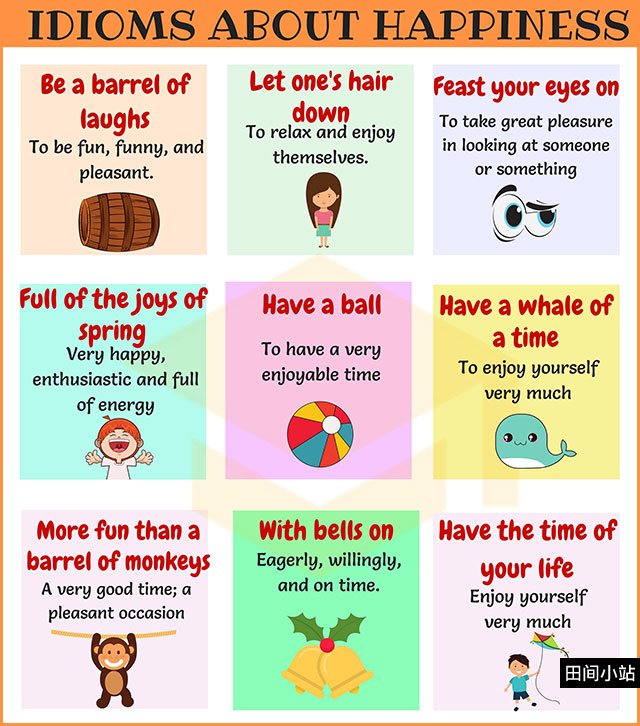 IDIOMS ABOUT HAPPINESS
Be a barrel of
laughs
To be fun, funny, and
pleasant.
Let one's hair
down
To relax and enjoy
themselves.
Feast your eyes on
To take great pleasure
in looking at someone
or something
Full of the joys of
spring
Very happy,
enthusiastic and full
of energy
Have a ball
To have a very
enjoyable time
Have a whale of
a time
To enjoy yourself
very much
More fun than a
barrel of monkeys
A very good time; a
pleasant occasion
With bells on
Eagerly, willingly,
and on time.
Have the time of
your life
Enjoy yourself
very much
田间小站